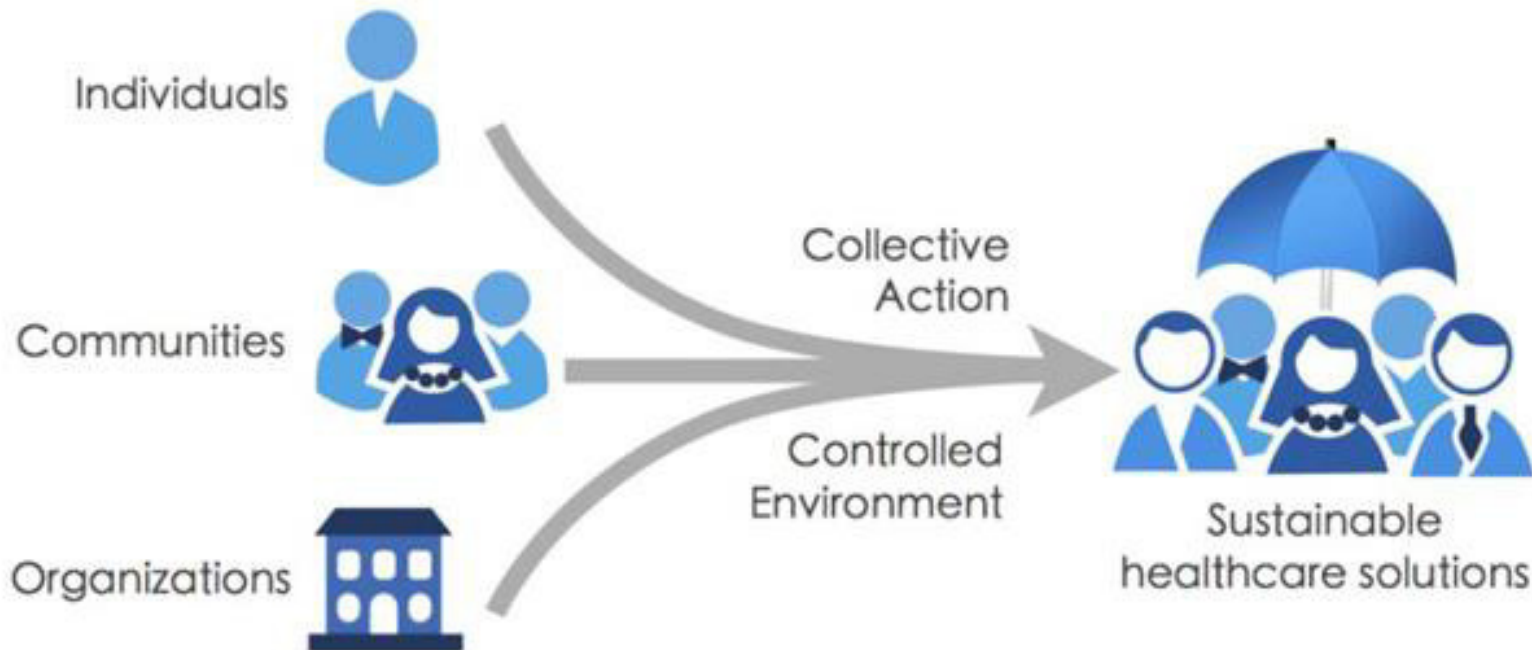 Individuals
Communities
Organizations
Collective
Action
Controlled
Environment
Sustainable
healthcare solutions